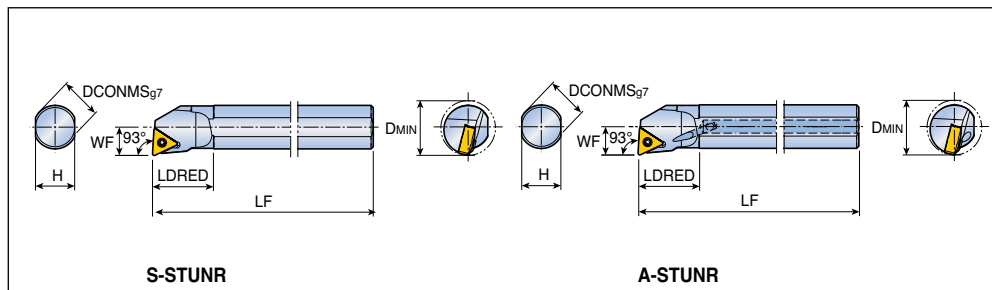 DCONMSg7
WF
93°
H
LDRED
LF
DMIN
S-STUNR
DCONMSg7
WF
93°
H
LDRED
LF
DMIN
A-STUNR